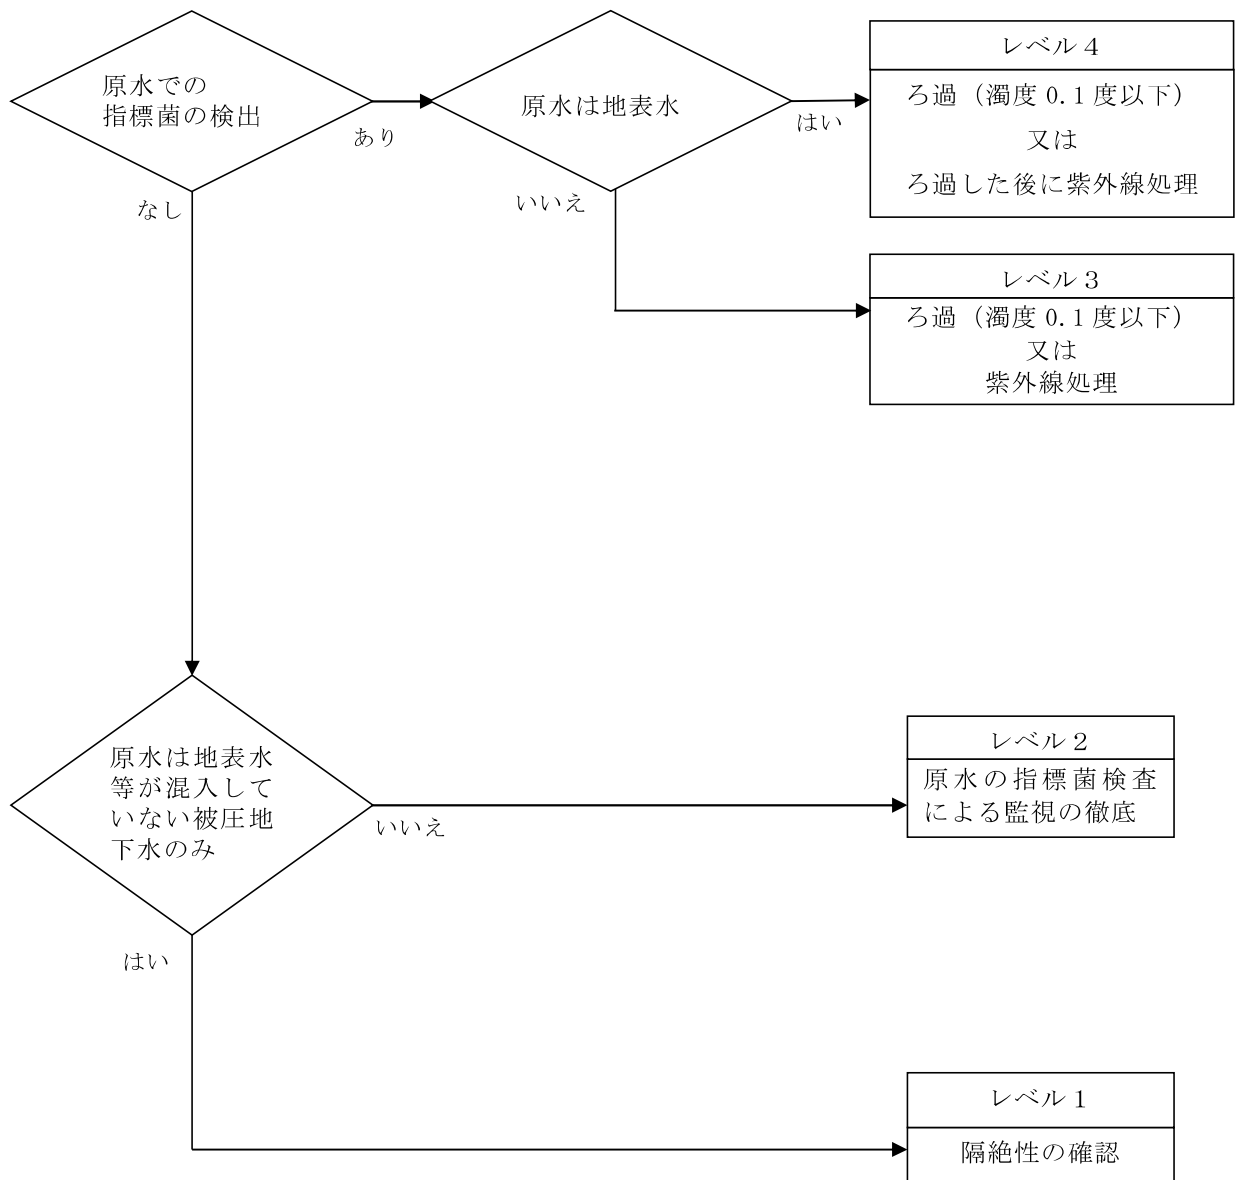 原水での
指標菌の検出
あり
なし
原水は地表水
はい
いいえ
レベル４
ろ過（濁度 0.1 度以下）
又は
ろ過した後に紫外線処理
レベル３
ろ過（濁度 0.1 度以下）
又は
紫外線処理
原水は地表水
等が混入して
いない被圧地
下水のみ
いいえ
はい
レベル２
原水の指標菌検査
による監視の徹底
レベル１
隔絶性の確認